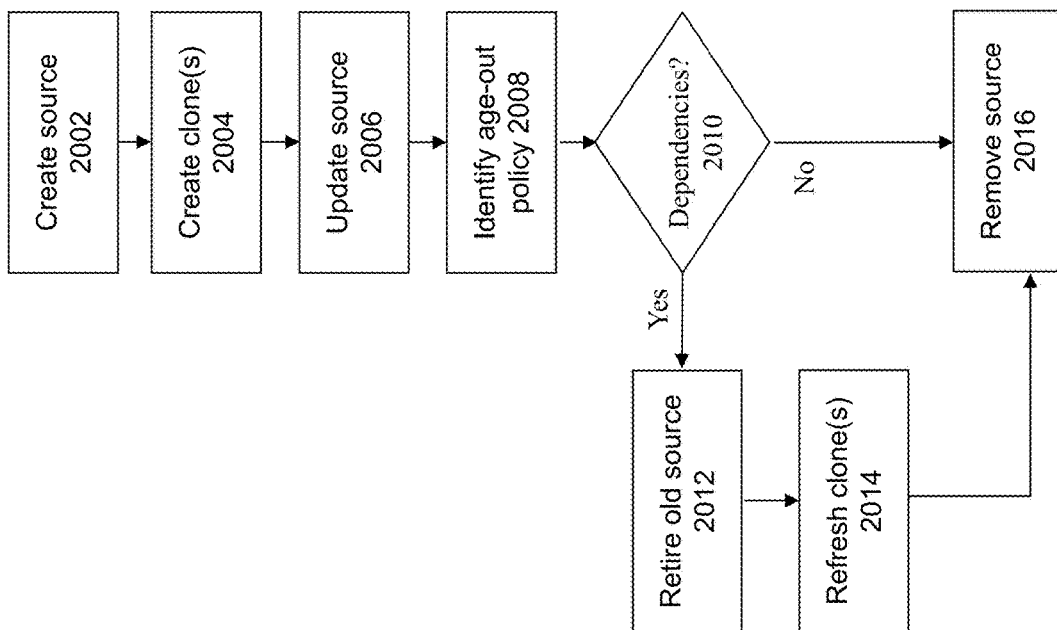 Create source
2002
Create clone(s)
2004
Update source
2006
Identify age-out
policy 2008
Dependencies?
2010
Yes
No
Retire old source
2012
Refresh clone(s)
2014
Remove source
2016